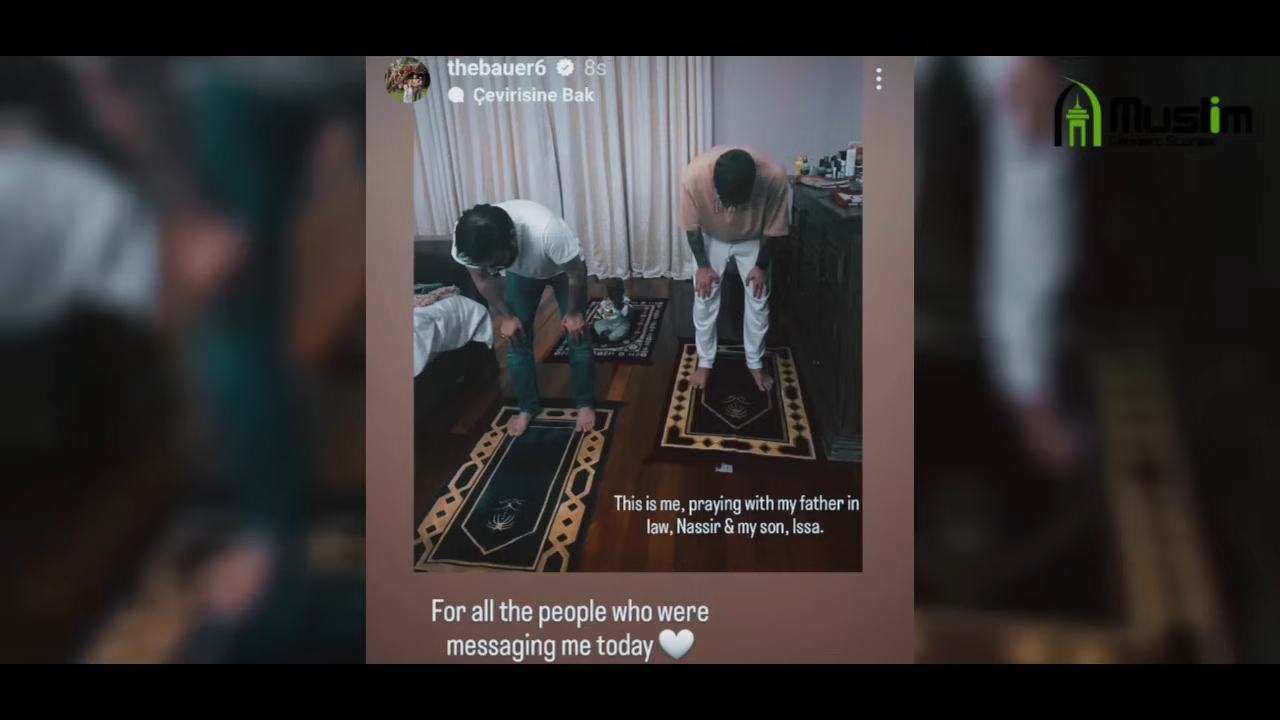 thebauer6 8s
Çevirisine Bak
Muslim
This is me, praying with my father in
law, Nassir & my son, Issa.
For all the people who were
messaging me today